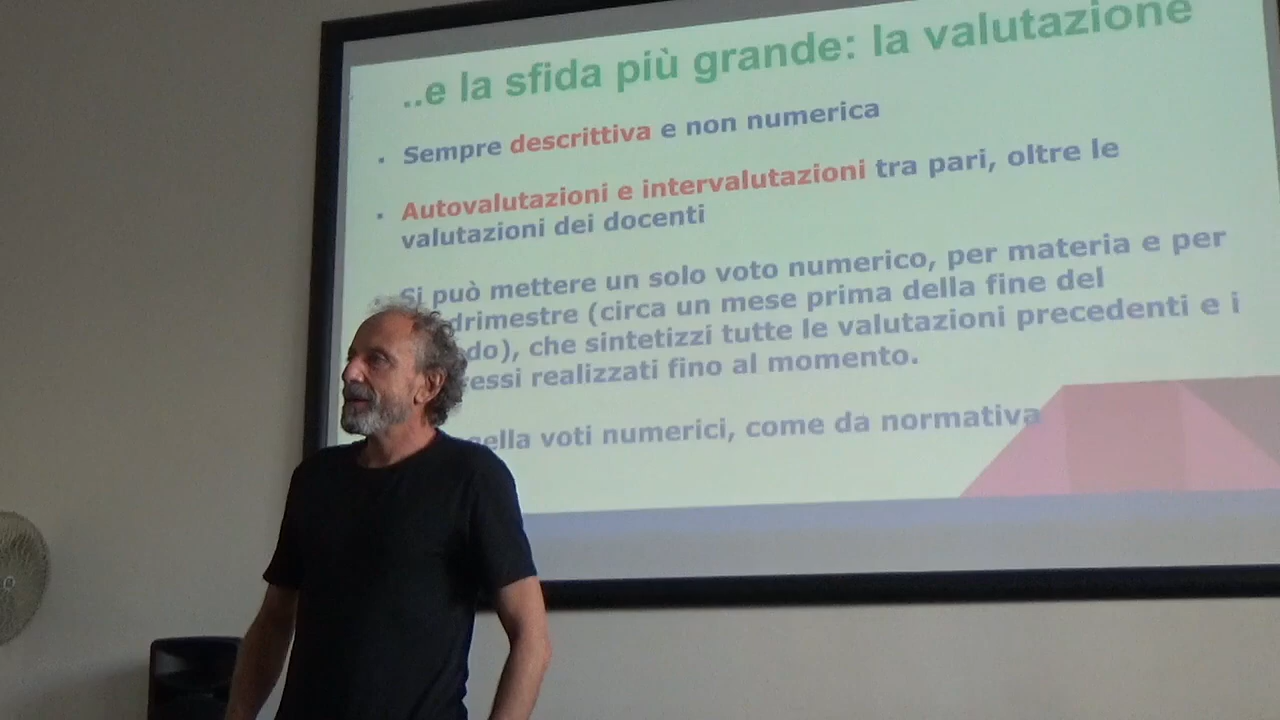 ..e la sfida più grande: la valutazione
• Sempre descrittiva e non numerica
• Autovalutazioni e intervalutazioni tra pari, oltre le
valutazioni dei docenti
Si può mettere un solo voto numerico, per materia e per
drimestre (circa un mese prima della fine del
do), che sintetizzi tutte le valutazioni precedenti e i
ressi realizzati fino al momento.
voti numerici, come da normativa